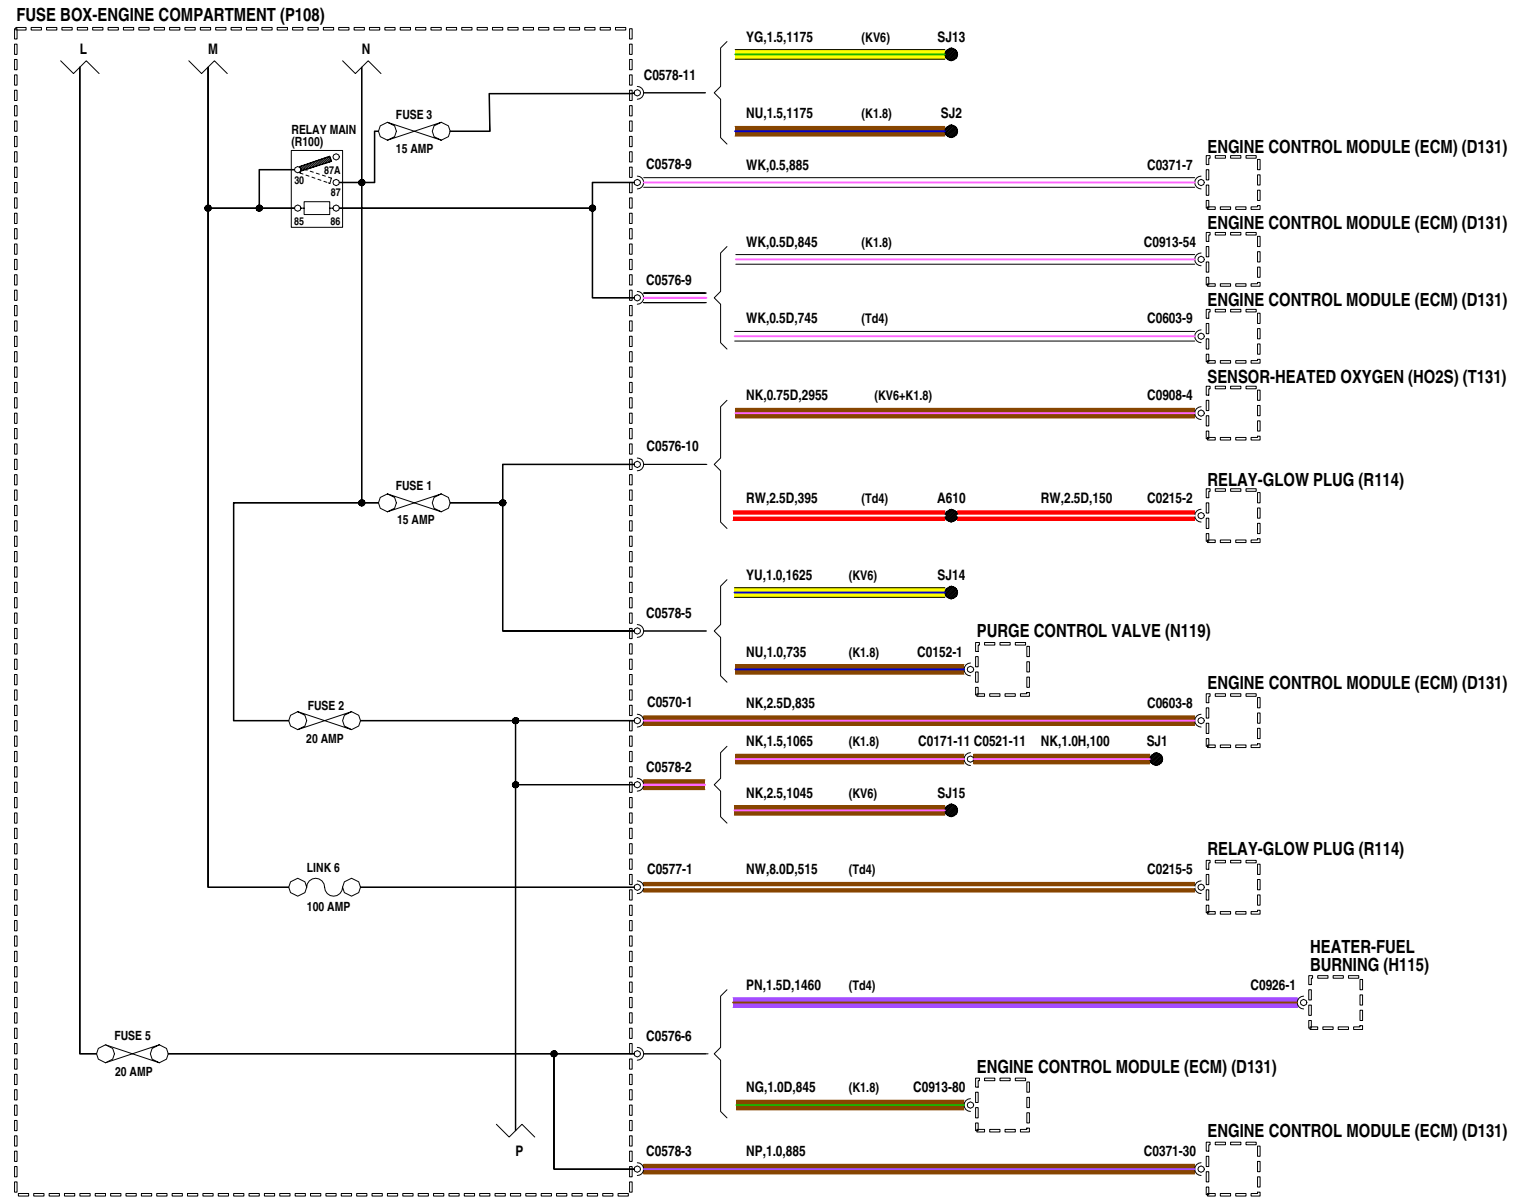 FUSE BOX-ENGINE COMPARTMENT (P108)
L
M
N
YG,1.5,1175 (KV6) SJ13
C0578-11
FUSE 3
15 AMP
NU,1.5,1175 (K1.8) SJ2
RELAY MAIN
(R100)
87A
30
87
85 86
C0578-9 WK,0.5,885 C0371-7
ENGINE CONTROL MODULE (ECM) (D131)
WK,0.5D,845 (K1.8) C0913-54
ENGINE CONTROL MODULE (ECM) (D131)
C0576-9
WK,0.5D,745 (Td4) C0603-9
ENGINE CONTROL MODULE (ECM) (D131)
SENSOR-HEATED OXYGEN (HO2S) (T131)
NK,0.75D,2955 (KV6+K1.8) C0908-4
C0576-10
FUSE 1
15 AMP
RELAY-GLOW PLUG (R114)
RW,2.5D,395 (Td4) A610 RW,2.5D,150 C0215-2
YU,1.0,1625 (KV6) SJ14
C0578-5
PURGE CONTROL VALVE (N119)
NU,1.0,735 (K1.8) C0152-1
ENGINE CONTROL MODULE (ECM) (D131)
FUSE 2
20 AMP
C0570-1 NK,2.5D,835 C0603-8
NK,1.5,1065 (K1.8) C0171-11 C0521-11 NK,1.0H,100 SJ1
C0578-2
NK,2.5,1045 (KV6) SJ15
RELAY-GLOW PLUG (R114)
LINK 6
100 AMP
C0577-1 NW,8.0D,515 (Td4) C0215-5
HEATER-FUEL
BURNING (H115)
PN,1.5D,1460 (Td4) C0926-1
FUSE 5
20 AMP
C0576-6
ENGINE CONTROL MODULE (ECM) (D131)
NG,1.0D,845 (K1.8) C0913-80
P
ENGINE CONTROL MODULE (ECM) (D131)
C0578-3 NP,1.0,885 C0371-30